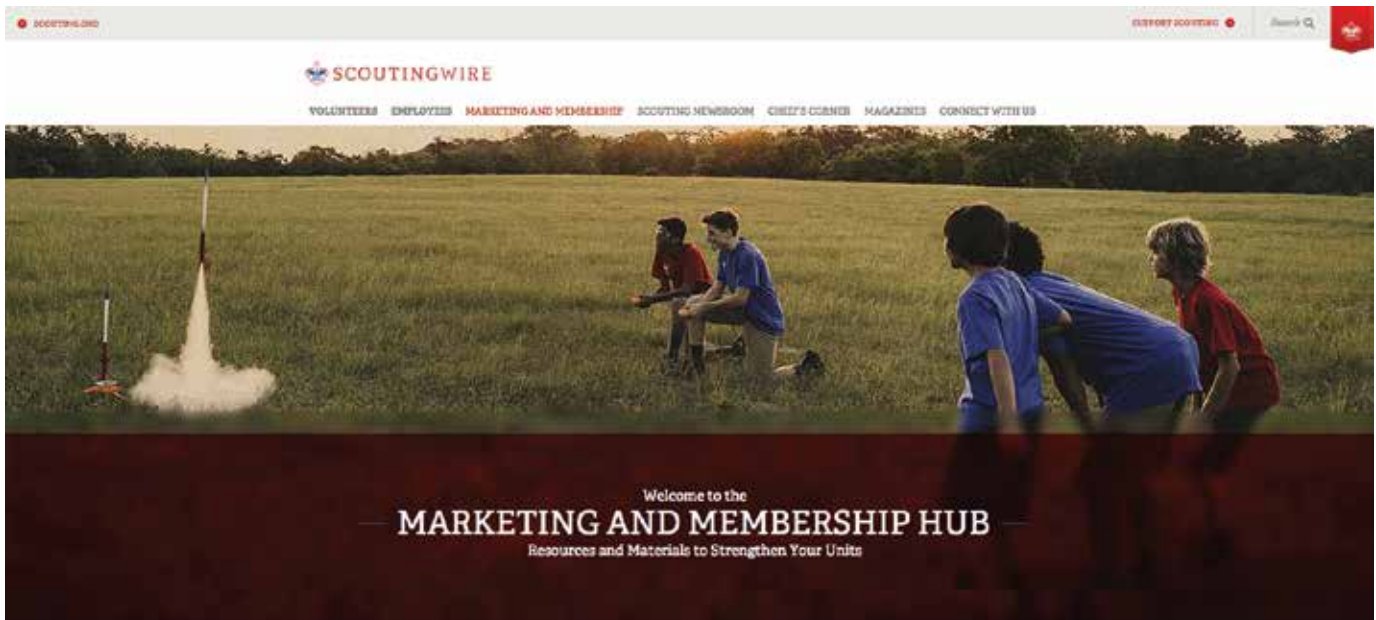 SCOUTING.ORG
SUPPORT SCOUTING
Search
SCOUTINGWIRE
VOLUNTEERS EMPLOYEES MARKETING AND MEMBERSHIP SCOUTING NEWSROOM CHIEF'S CORNER MAGAZINES CONNECT WITH US
Welcome to the
MARKETING AND MEMBERSHIP HUB
Resources and Materials to Strengthen Your Units